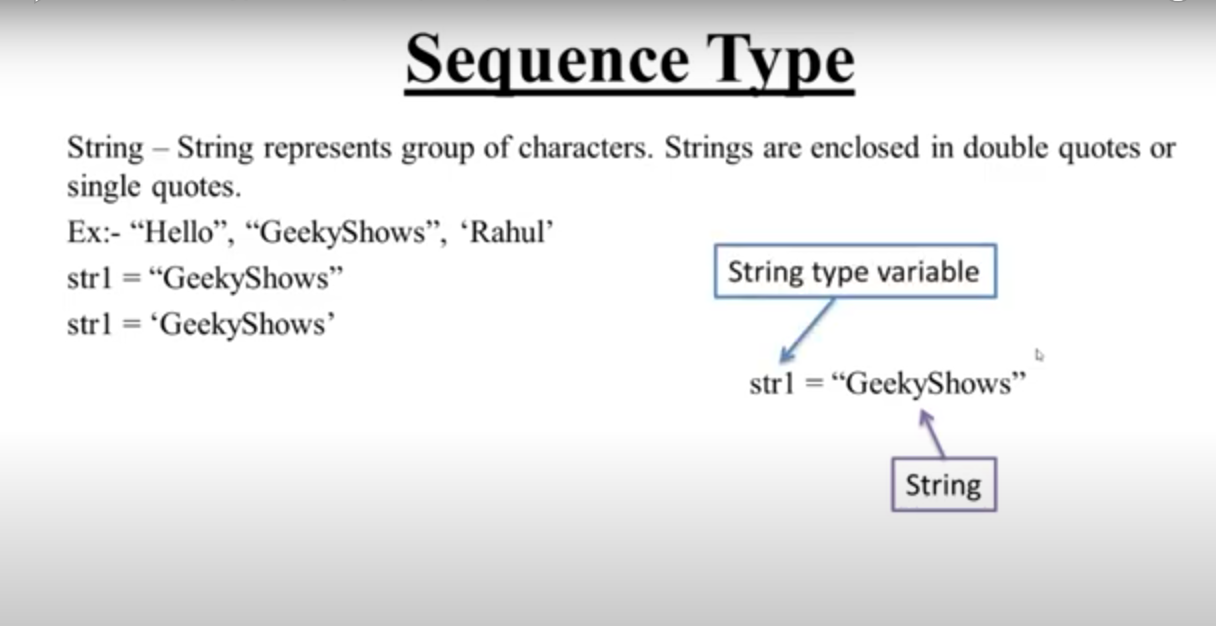 Sequence Type
String – String represents group of characters. Strings are enclosed in double quotes or
single quotes.
Ex:- “Hello”, “GeekyShows”, ‘Rahul’
str1 = “GeekyShows”
str1 = ‘GeekyShows’
String type variable
str1 = “GeekyShows”
String